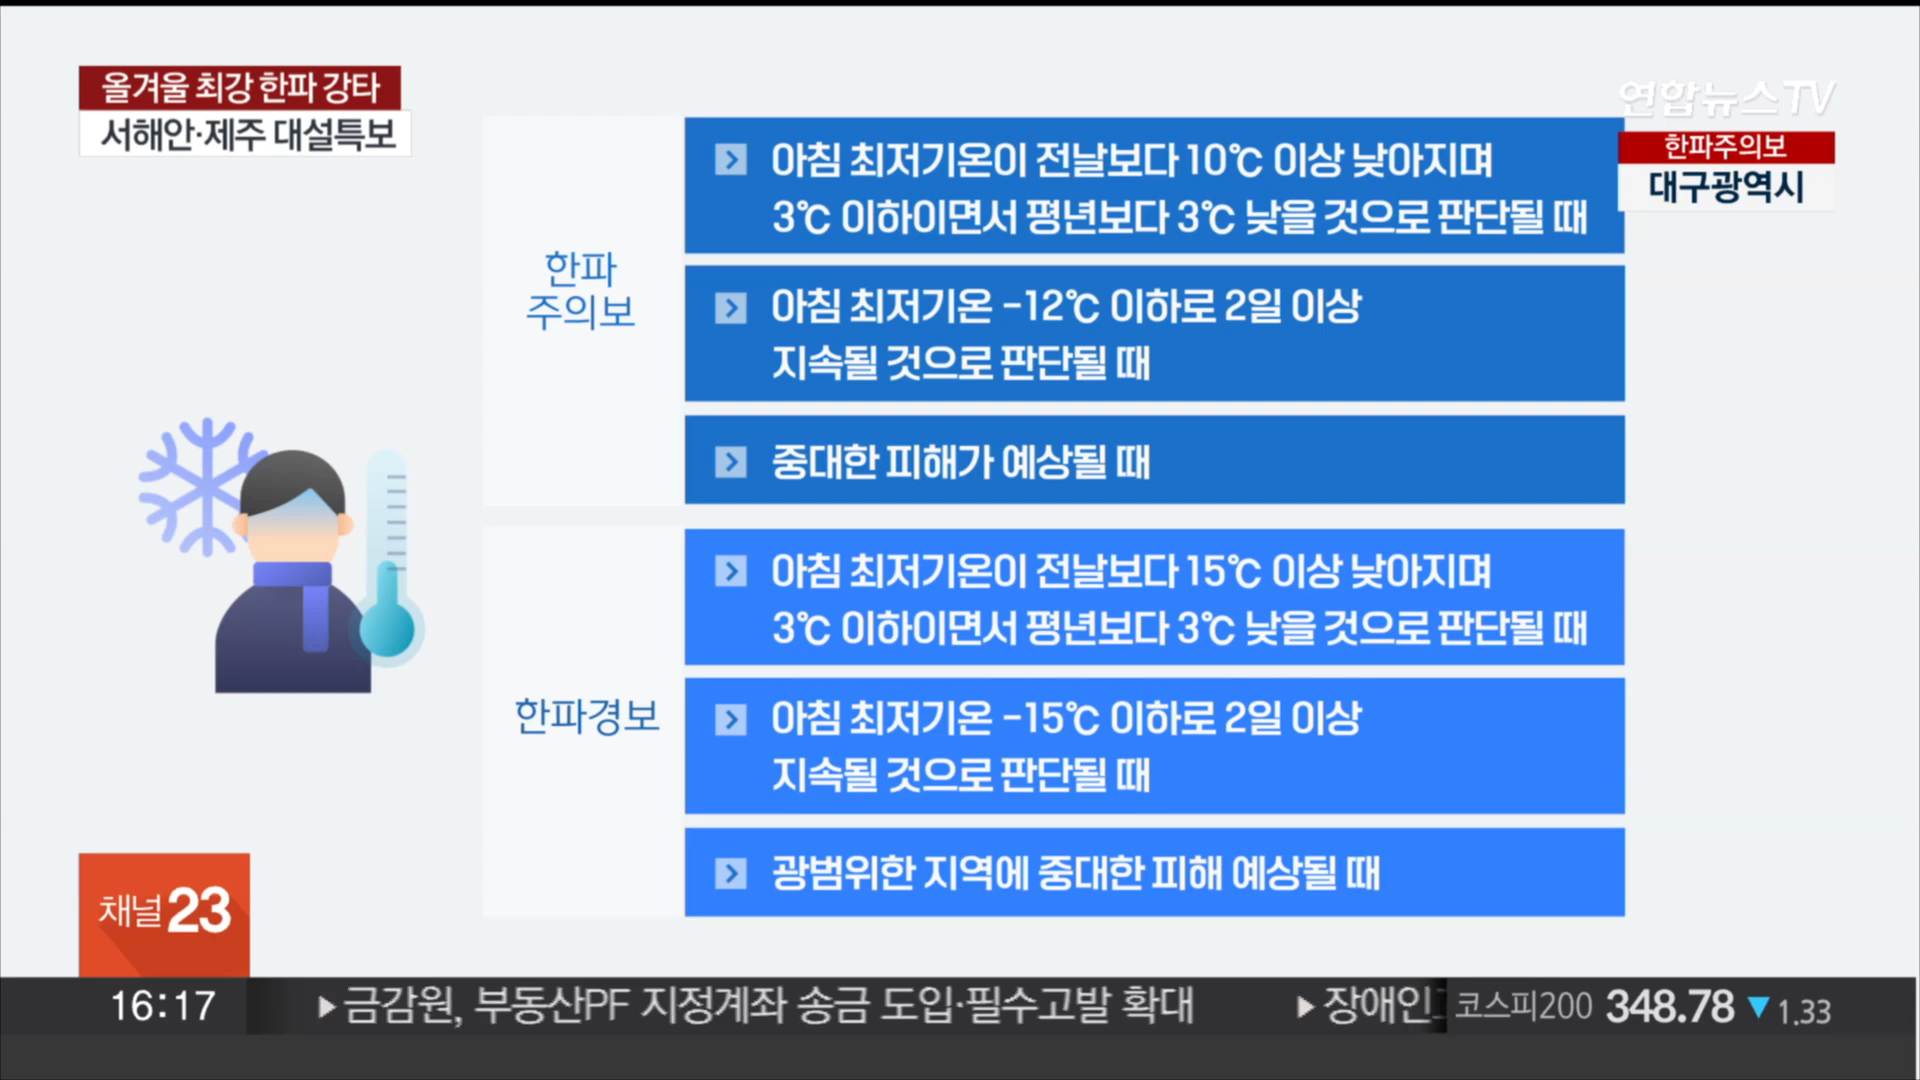 올겨울 최강 한파 강타
서해안·제주 대설특보
연합뉴스TV
한파주의보
대구광역시
한파
주의보
아침 최저기온이 전날보다 10℃ 이상 낮아지며
3℃ 이하이면서 평년보다 3℃ 낮을 것으로 판단될 때
아침 최저기온 -12℃ 이하로 2일 이상
지속될 것으로 판단될 때
중대한 피해가 예상될 때
한파경보
아침 최저기온이 전날보다 15℃ 이상 낮아지며
3℃ 이하이면서 평년보다 3℃ 낮을 것으로 판단될 때
아침 최저기온 -15℃ 이하로 2일 이상
지속될 것으로 판단될 때
광범위한 지역에 중대한 피해 예상될 때
채널 23
16:17 ▶금감원, 부동산PF 지정계좌 송금 도입·필수고발 확대 ▶장애인 코스피200 348.78 ▼ 1.33